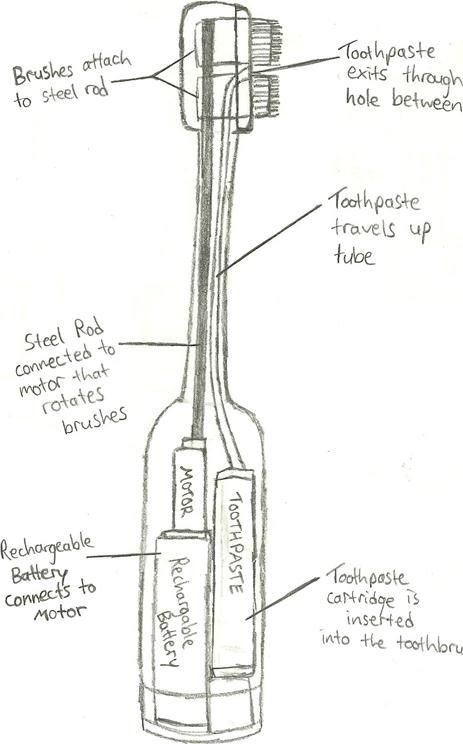 Brushes attach
to steel rod
Toothpaste
exits through
hole between
Toothpaste
travels up
tube
Steel Rod
connected to
motor that
rotates
brushes
MOTOR
TOOTHPASTE
Rechargeable
Battery
connects to
Motor
Rechargable
Battery
Toothpaste
cartridge is
inserted
into the toothbru